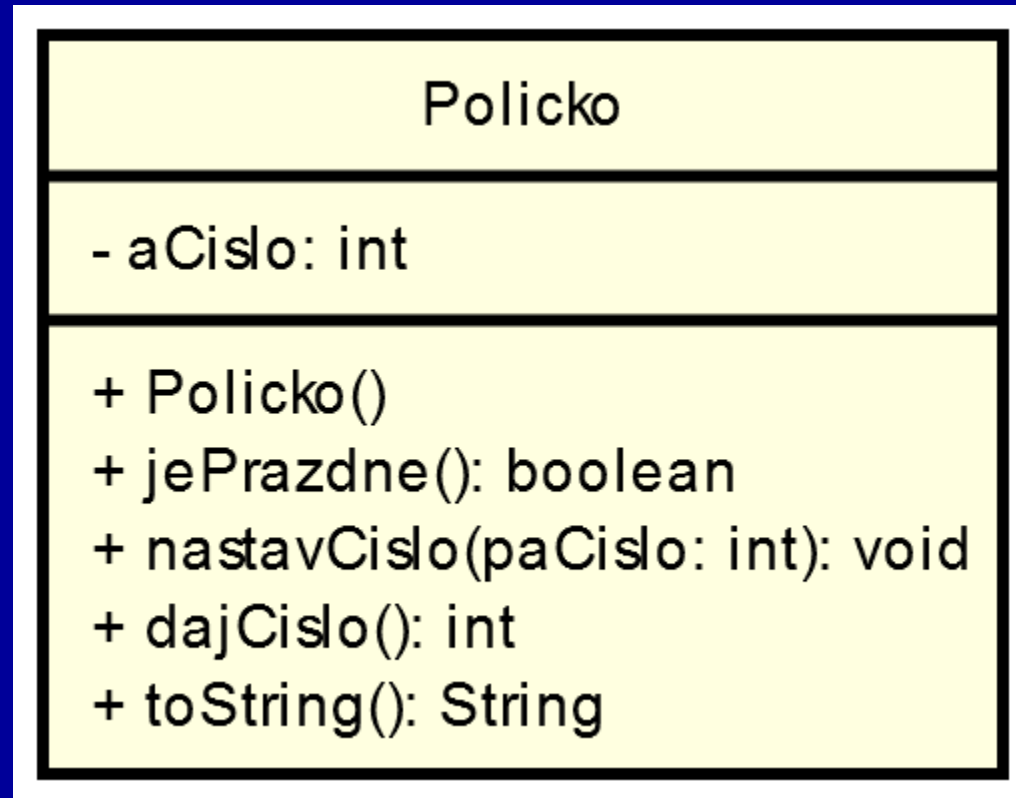 Policko
- aCislo: int
+ Policko()
+ jePrazdne(): boolean
+ nastavCislo(paCislo: int): void
+ dajCislo(): int
+ toString(): String